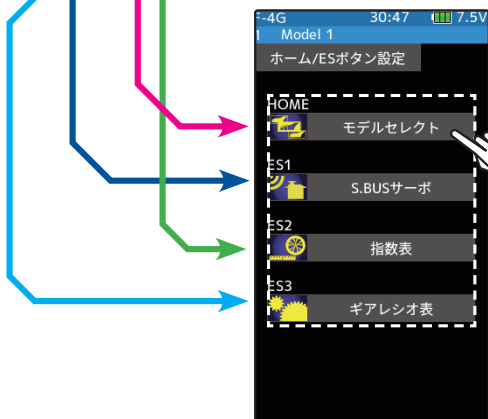 F-4G 30:47 7.5V
1 Model 1
ホーム/ESボタン設定
HOME
モデルセレクト
ES1
S.BUSサーボ
ES2
指数表
ES3
ギアレシオ表